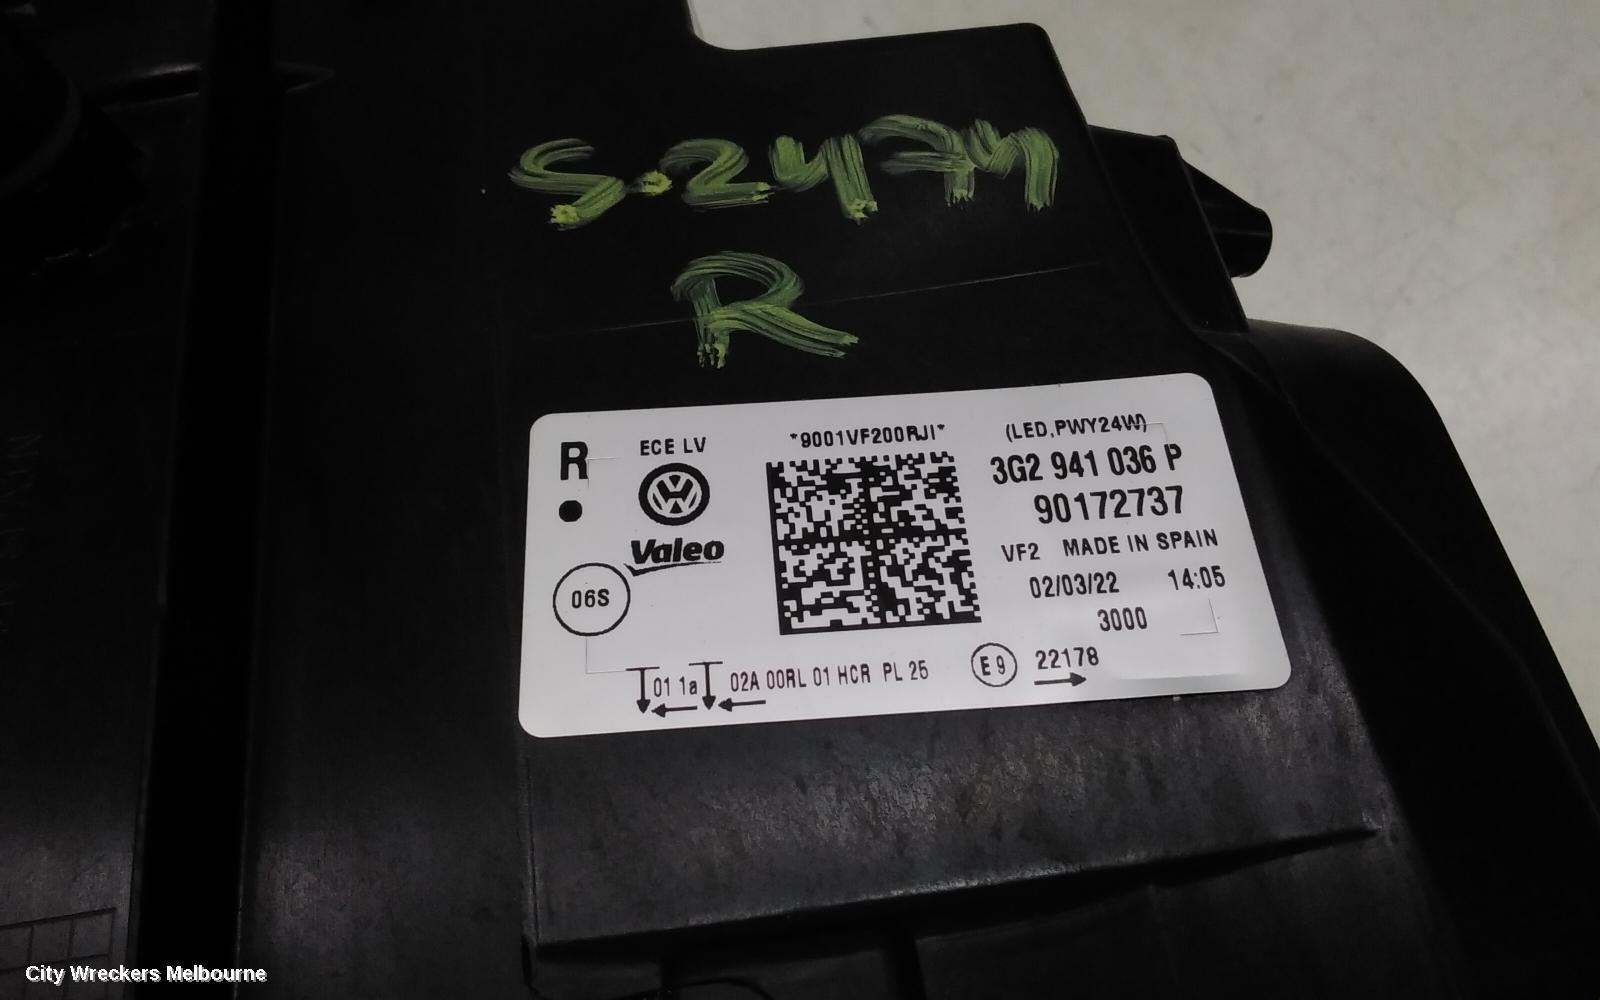 S.2474
R
R
ECE LV
Valeo
06S
*9001VF200RJI*
(LED,PWY24W)
3G2 941 036 P
90172737
VF2 MADE IN SPAIN
02/03/22 14:05
3000
01 1a 02A 00RL 01 HCR PL 25
E9 22178
City Wreckers Melbourne